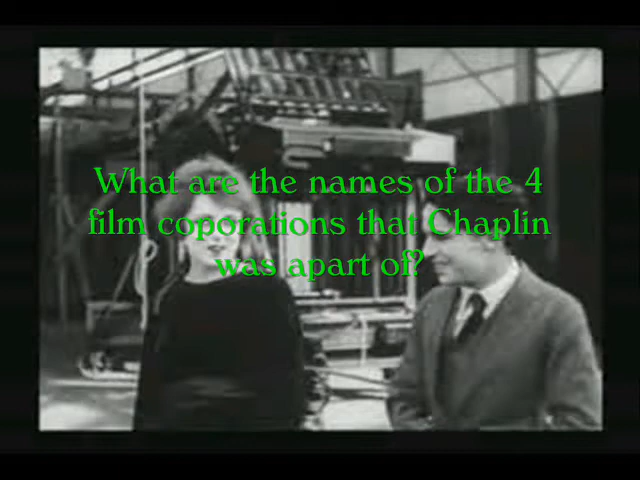 What are the names of the 4
film coporations that Chaplin
was apart of?